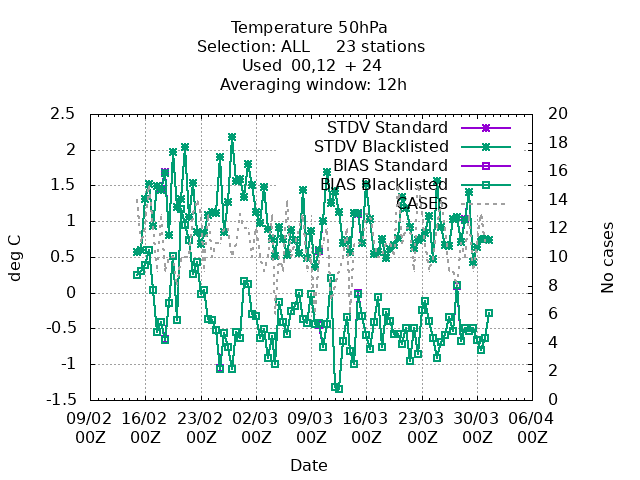 Temperature 50hPa
Selection: ALL 23 stations
Used 00,12 + 24
Averaging window: 12h
2.5
2
1.5
1
0.5
0
-0.5
-1
-1.5
deg C
20
18
16
14
12
10
8
6
4
2
0
No cases
STDV Standard
STDV Blacklisted
BIAS Standard
BIAS Blacklisted
CASES
09/02 16/02 23/02 02/03 09/03 16/03 23/03 30/03 06/04
00Z 00Z 00Z 00Z 00Z 00Z 00Z 00Z 00Z
Date